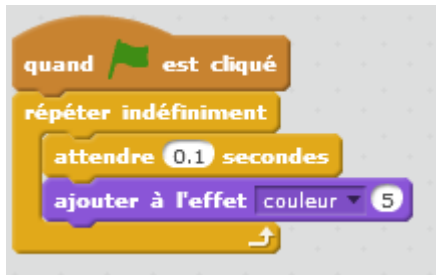 quand est cliqué
répéter indéfiniment
attendre 0.1 secondes
ajouter à l'effet couleur 5